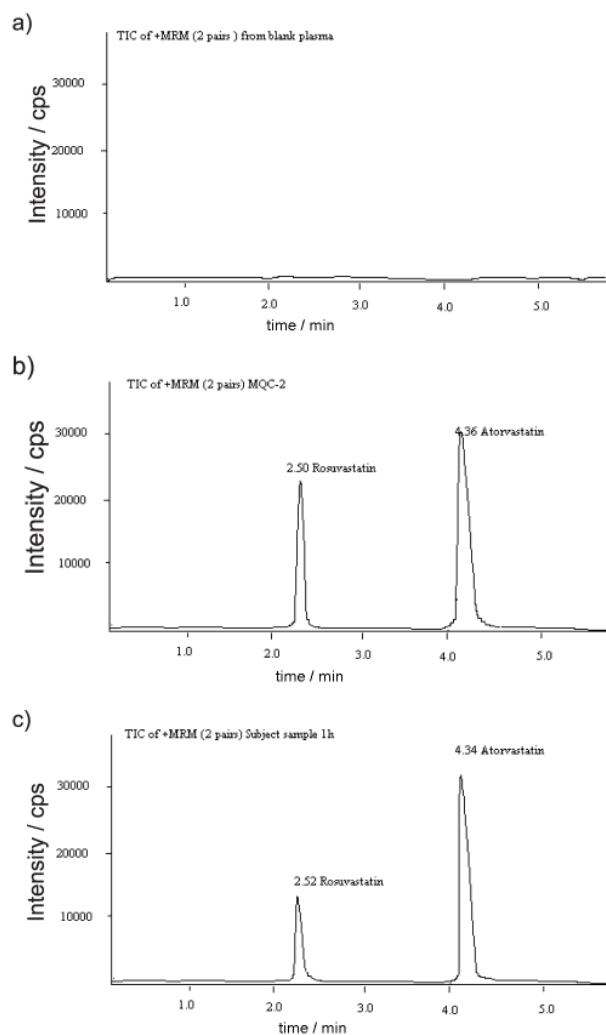 a)
TIC of +MRM (2 pairs ) from blank plasma
30000
20000
10000
Intensity / cps
1.0 2.0 3.0 4.0 5.0
time / min
b)
TIC of +MRM (2 pairs) MQC-2
30000
20000
10000
Intensity / cps
4.36 Atorvastatin
2.50 Rosuvastatin
1.0 2.0 3.0 4.0 5.0
time / min
c)
TIC of +MRM (2 pairs) Subject sample 1h
30000
20000
10000
Intensity / cps
4.34 Atorvastatin
2.52 Rosuvastatin
1.0 2.0 3.0 4.0 5.0
time / min